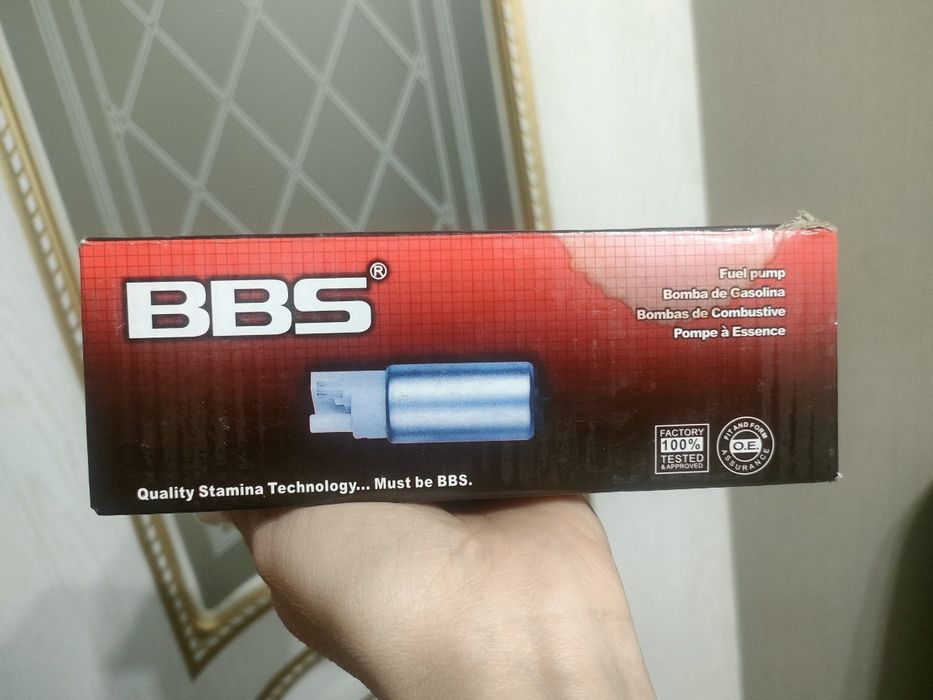 BBS®
Fuel pump
Bomba de Gasolina
Bombas de Combustive
Pompe à Essence
FACTORY
100%
TESTED
& APPROVED
FIT AND FORM
O.E.
ASSURANCE
Quality Stamina Technology... Must be BBS.